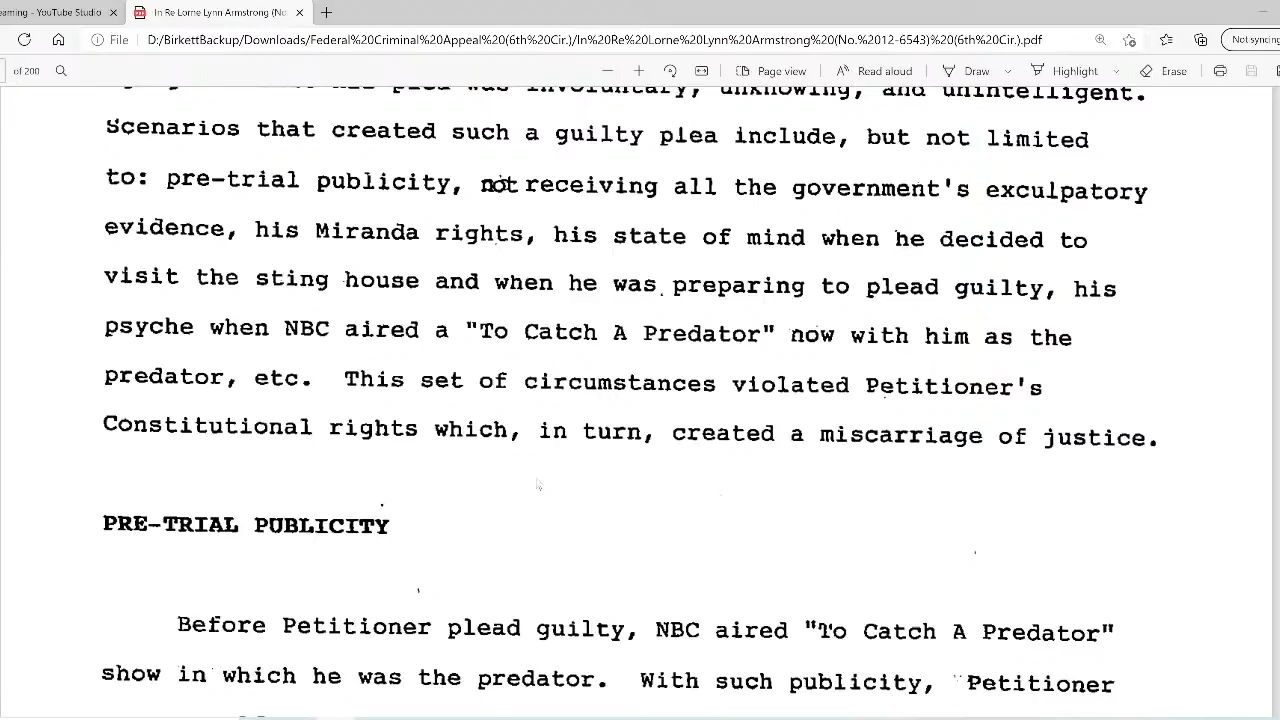 eaming - YouTube Studio
In Re Lorne Lynn Armstrong (No
File D:/BirkettBackup/Downloads/Federal%20Criminal%20Appeal%20(6th%20Cir.)/In%20Re%20Lorne%20Lynn%20Armstrong%20(No.%2012-6543)%20(6th%20Cir.).pdf
Not syncing
of 200 Page view Read aloud Draw Highlight Erase
plea was involuntary, unknowing, and unintelligent.
Scenarios that created such a guilty plea include, but not limited
to: pre-trial publicity, not receiving all the government's exculpatory
evidence, his Miranda rights, his state of mind when he decided to
visit the sting house and when he was preparing to plead guilty, his
psyche when NBC aired a "To Catch A Predator" now with him as the
predator, etc. This set of circumstances violated Petitioner's
Constitutional rights which, in turn, created a miscarriage of justice.
PRE-TRIAL PUBLICITY
Before Petitioner plead guilty, NBC aired "To Catch A Predator"
show in which he was the predator. With such publicity, Petitioner